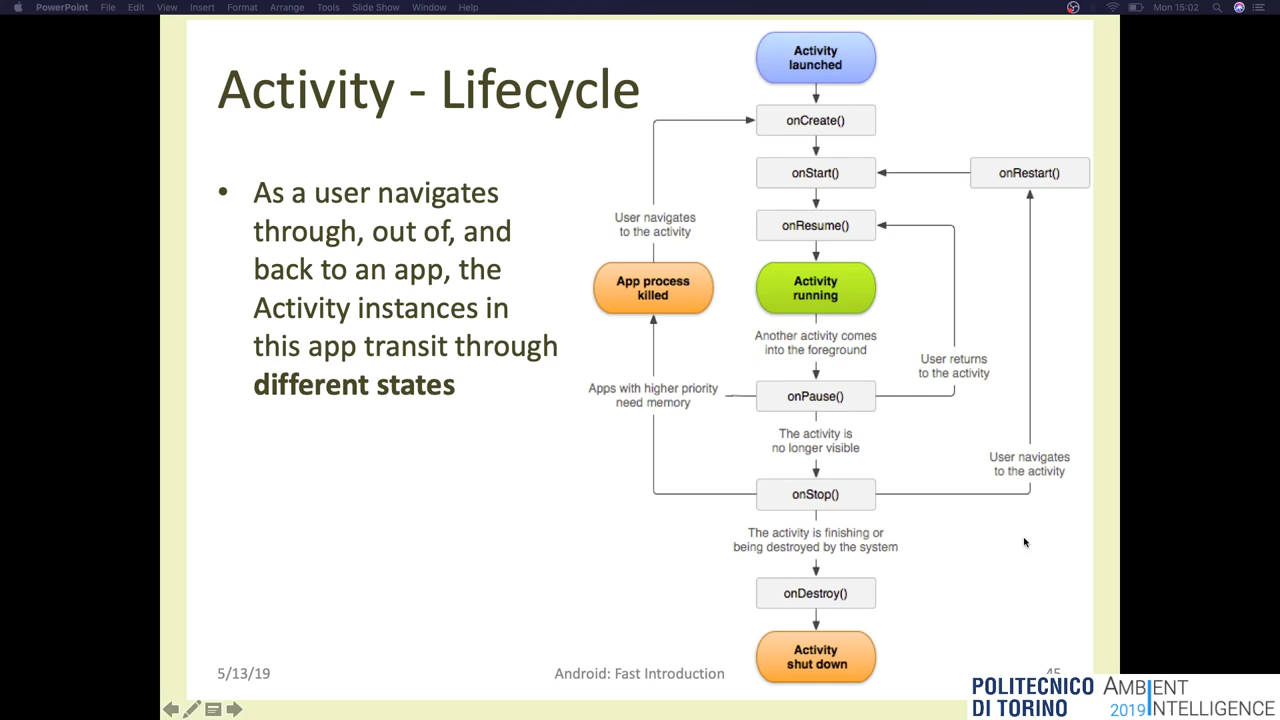 PowerPoint File Edit View Insert Format Arrange Tools Slide Show Window Help Mon 15:02
Activity - Lifecycle
• As a user navigates
through, out of, and
back to an app, the
Activity instances in
this app transit through
different states
Activity
launched
onCreate()
onStart()
onRestart()
onResume()
User navigates
to the activity
App process
killed
Activity
running
Another activity comes
into the foreground
User returns
to the activity
Apps with higher priority
need memory
onPause()
The activity is
no longer visible
User navigates
to the activity
onStop()
The activity is finishing or
being destroyed by the system
onDestroy()
Activity
shut down
5/13/19
Android: Fast Introduction
45
POLITECNICO
DI TORINO
AMBIENT
2019 INTELLIGENCE